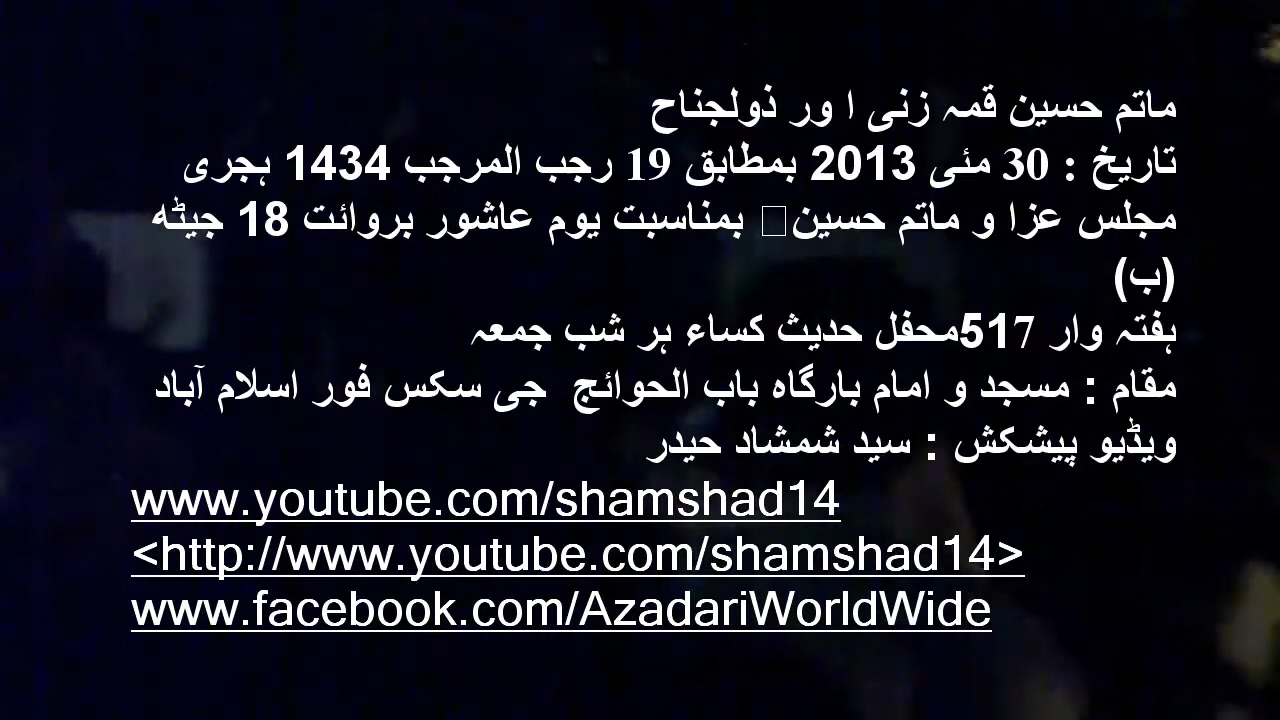 ماتم حسین قمہ زنی ا ور ذولجناح
تاریخ : 30 مئی 2013 بمطابق 19 رجب المرجب 1434 ہجری
مجلس عزا و ماتم حسین□ بمناسبت یوم عاشور بروائت 18 جیٹھ
(ب)
ہفتہ وار 517محفل حدیث کساء ہر شب جمعہ
مقام : مسجد و امام بارگاہ باب الحوائج جی سکس فور اسلام آباد
ویڈیو پیشکش : سید شمشاد حیدر
www.youtube.com/shamshad14
<http://www.youtube.com/shamshad14>
www.facebook.com/AzadariWorldWide